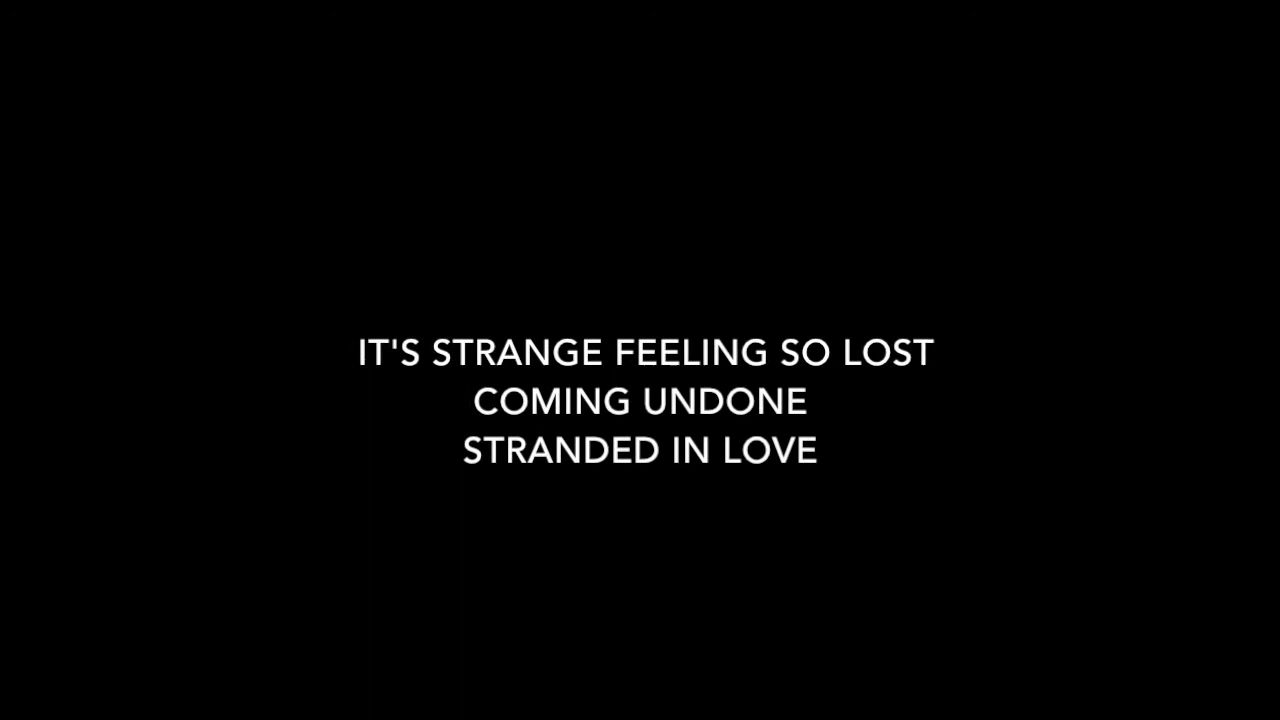 IT'S STRANGE FEELING SO LOST
COMING UNDONE
STRANDED IN LOVE